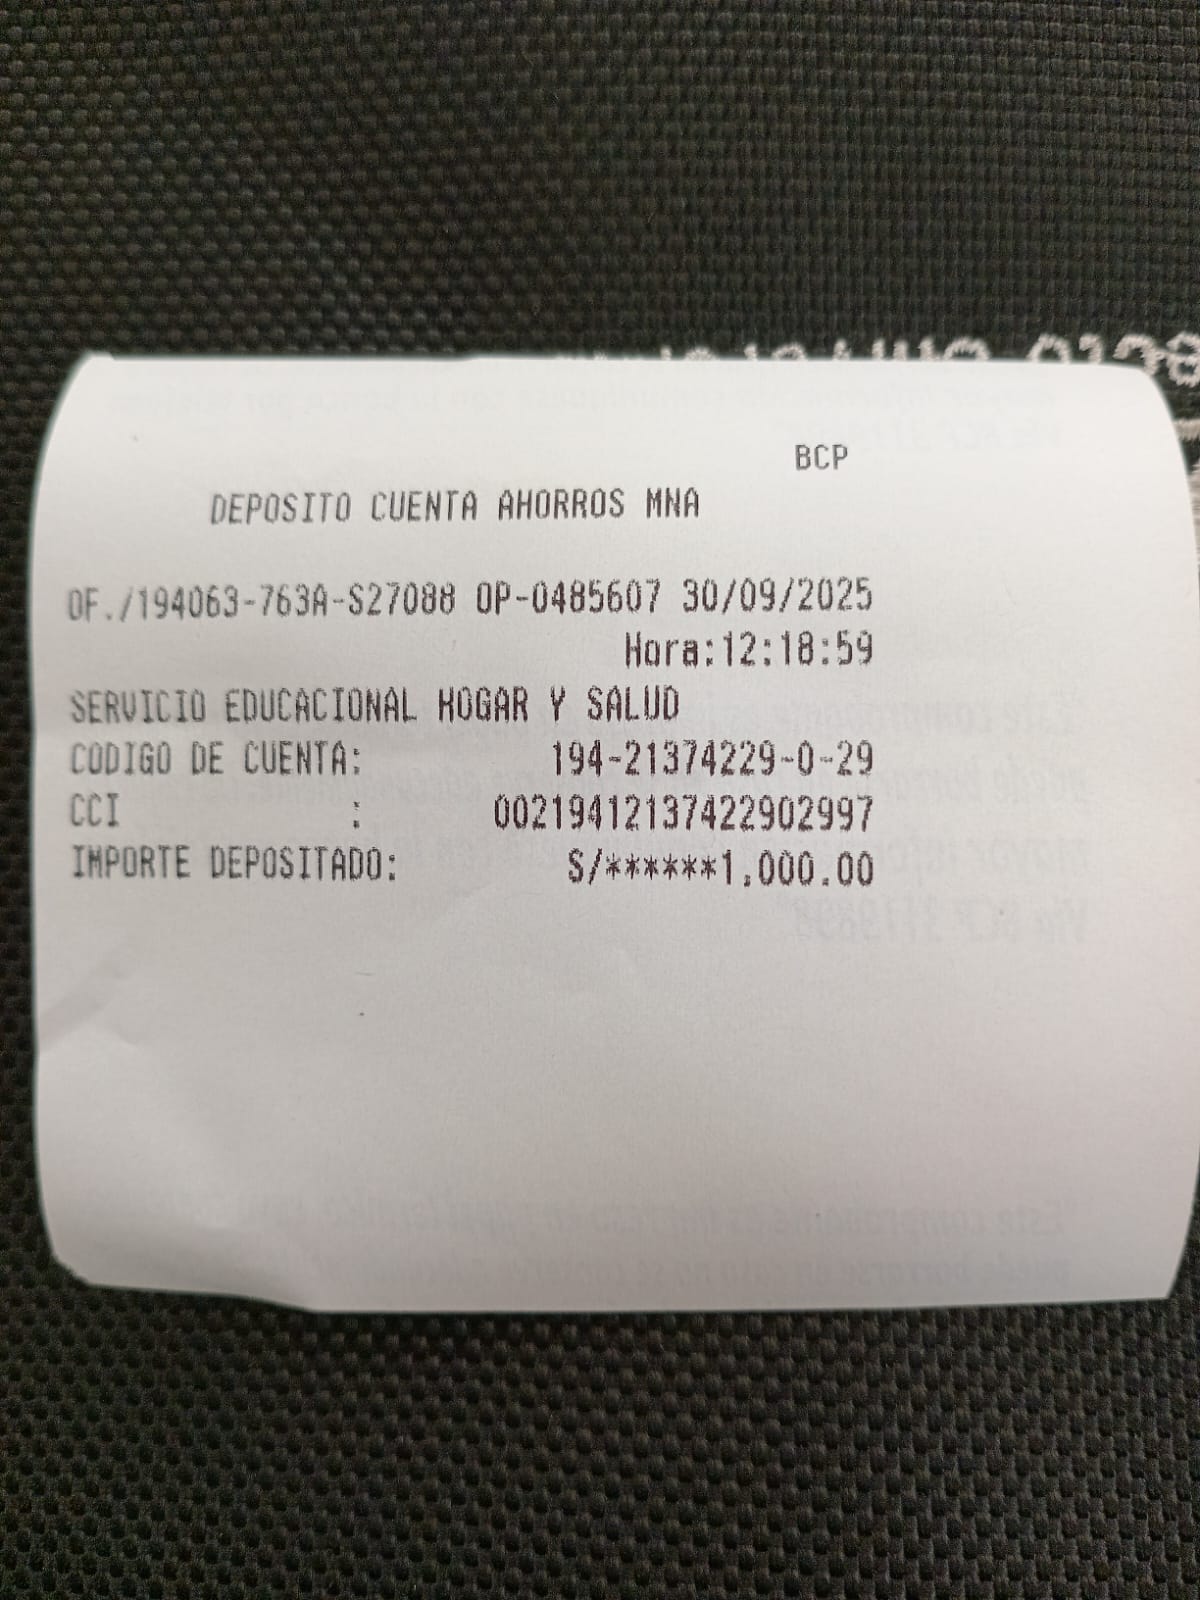 BCP
DEPOSITO CUENTA AHORROS MNA
OF./194063-763A-S27088 OP-0485607 30/09/2025
Hora:12:18:59
SERVICIO EDUCACIONAL HOGAR Y SALUD
CODIGO DE CUENTA: 194-21374229-0-29
CCI : 00219412137422902997
IMPORTE DEPOSITADO: S/******1,000.00